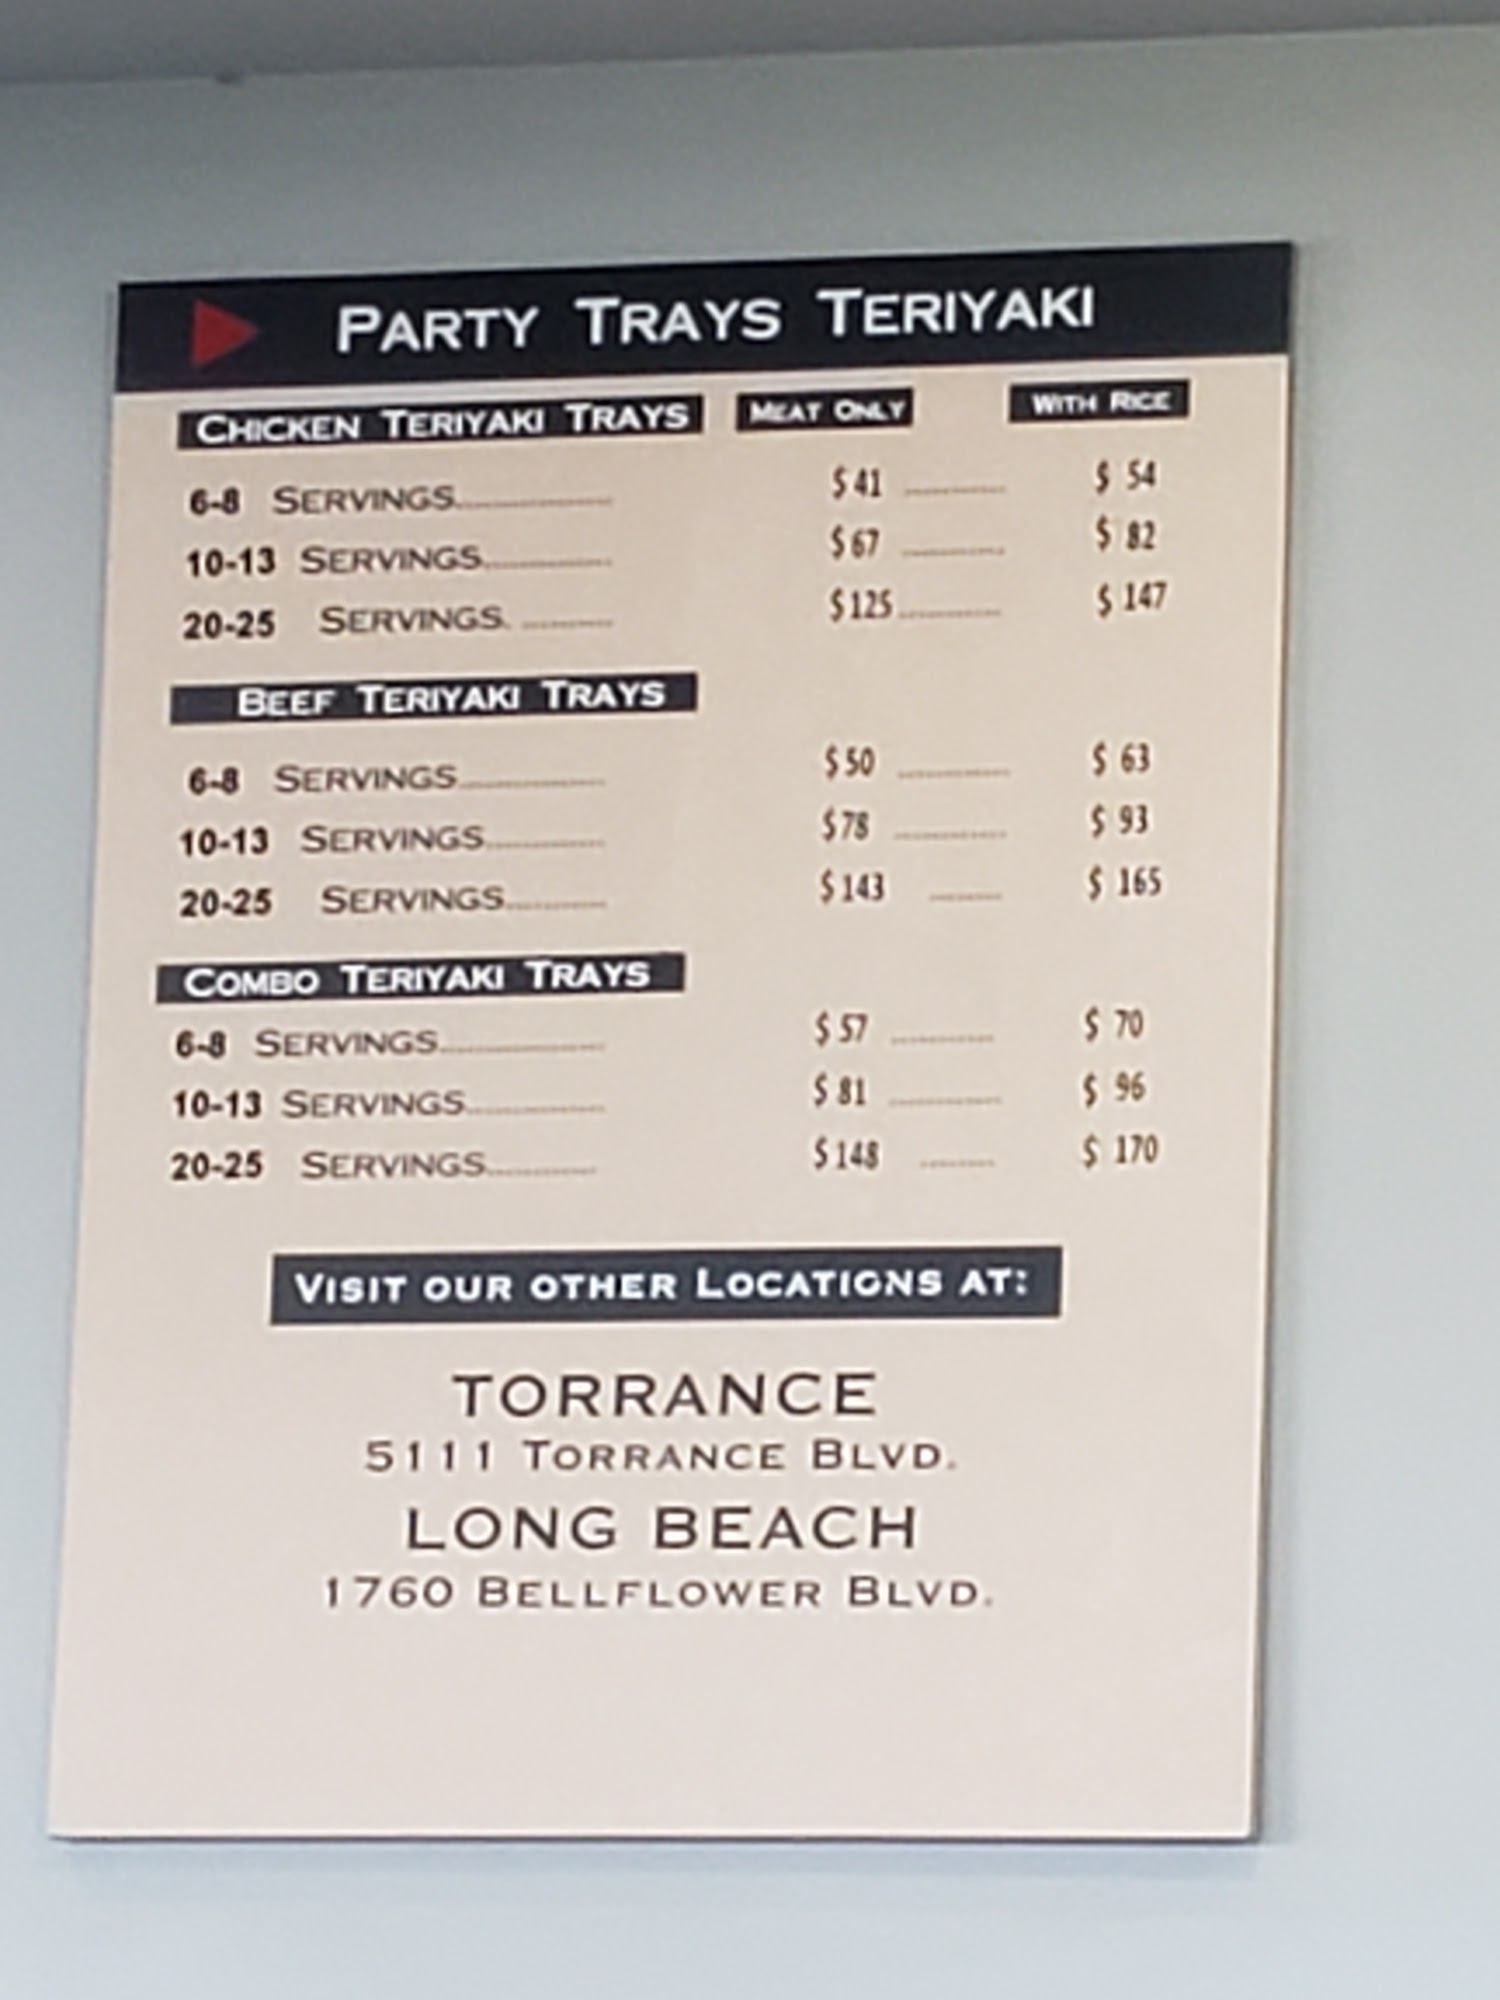 PARTY TRAYS TERIYAKI
CHICKEN TERIYAKI TRAYS MEAT ONLY WITH RICE
6-8 SERVINGS.................... $41 ............ $ 54
10-13 SERVINGS................ $67 ............ $ 82
20-25 SERVINGS. ............ $125............ $ 147
BEEF TERIYAKI TRAYS
6-8 SERVINGS.................. $50 ............ $ 63
10-13 SERVINGS............... $78 ............ $ 93
20-25 SERVINGS............ $143 ........ $ 165
COMBO TERIYAKI TRAYS
6-8 SERVINGS.................... $57 ............ $ 70
10-13 SERVINGS................ $81 ............ $ 96
20-25 SERVINGS............ $148 ........ $ 170
VISIT OUR OTHER LOCATIONS AT:
TORRANCE
5111 TORRANCE BLVD.
LONG BEACH
1760 BELLFLOWER BLVD.